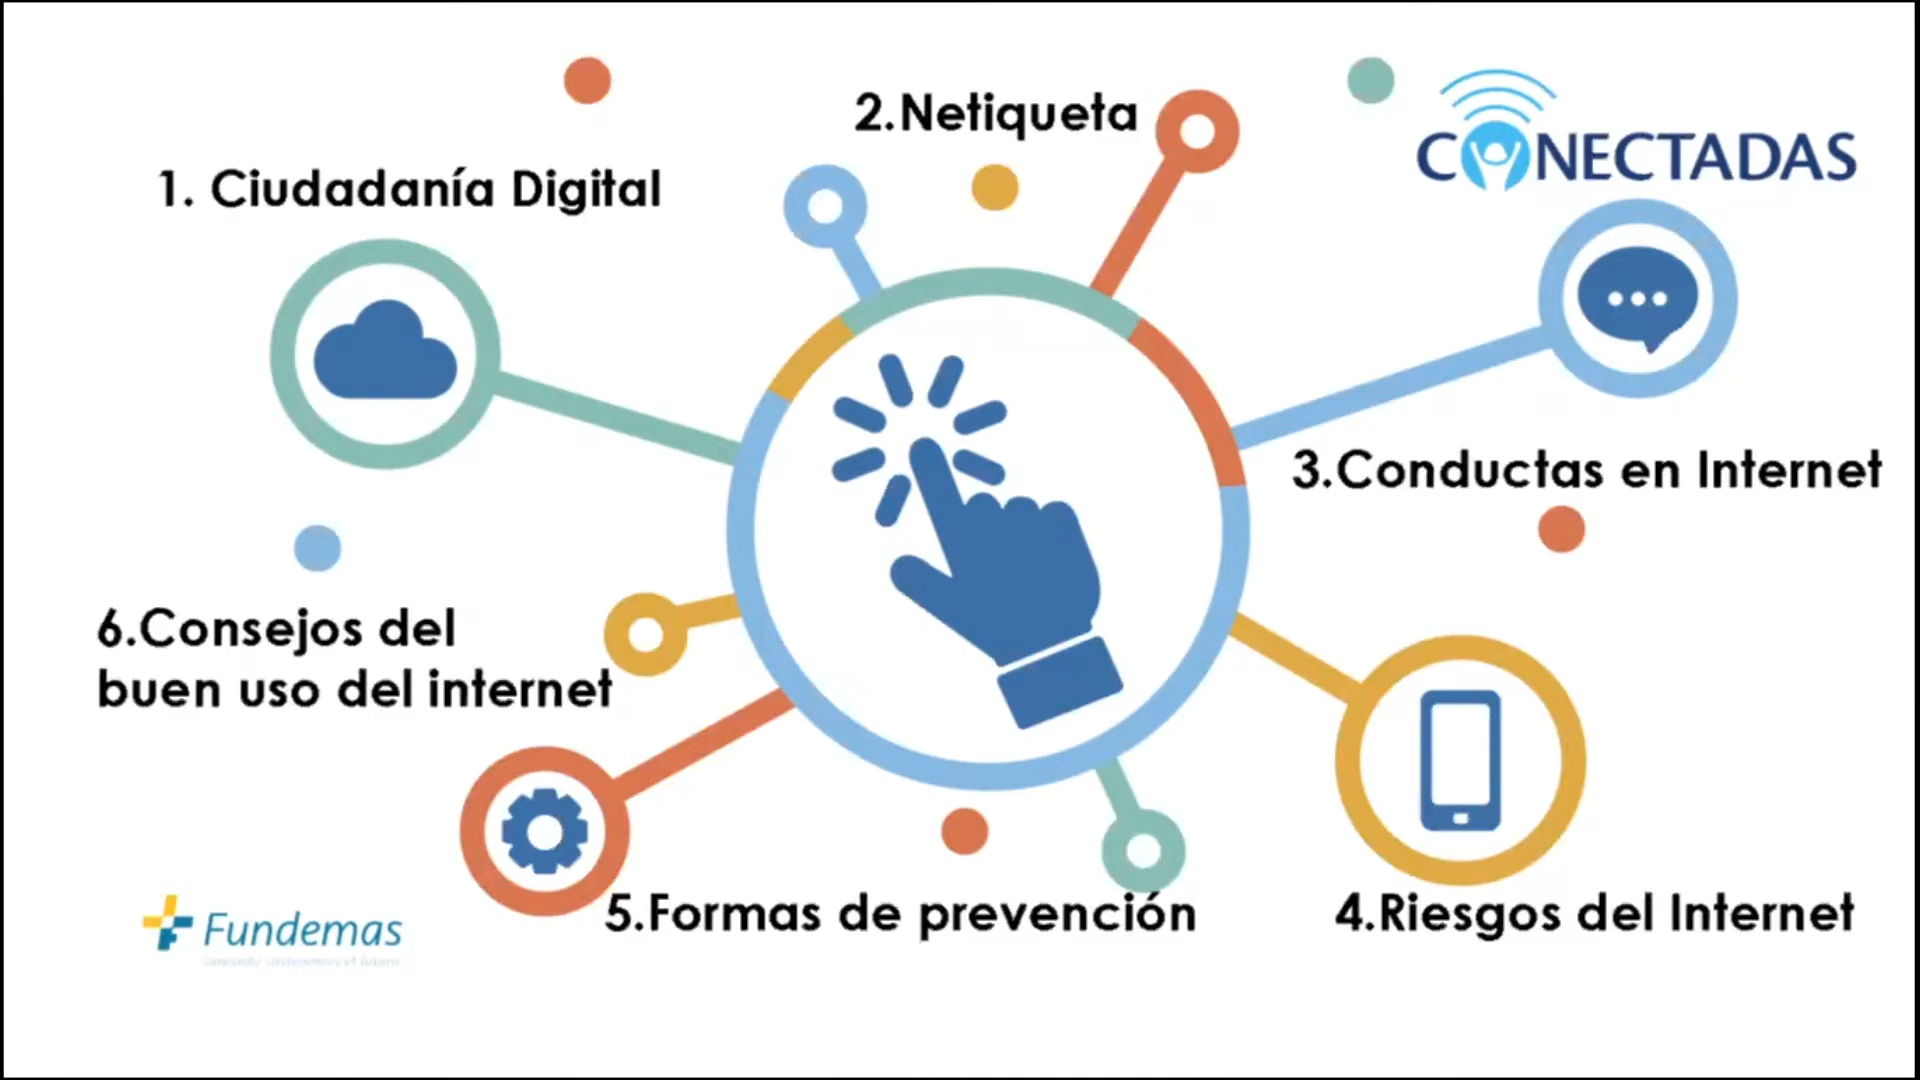 1. Ciudadanía Digital
2.Netiqueta
CONECTADAS
3.Conductas en Internet
4.Riesgos del Internet
5.Formas de prevención
6.Consejos del
buen uso del internet
Fundemas